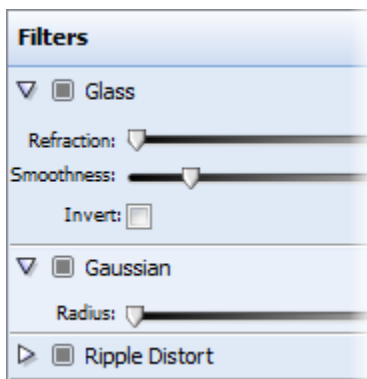 Filters
Glass
Refraction:
Smoothness:
Invert:
Gaussian
Radius:
Ripple Distort